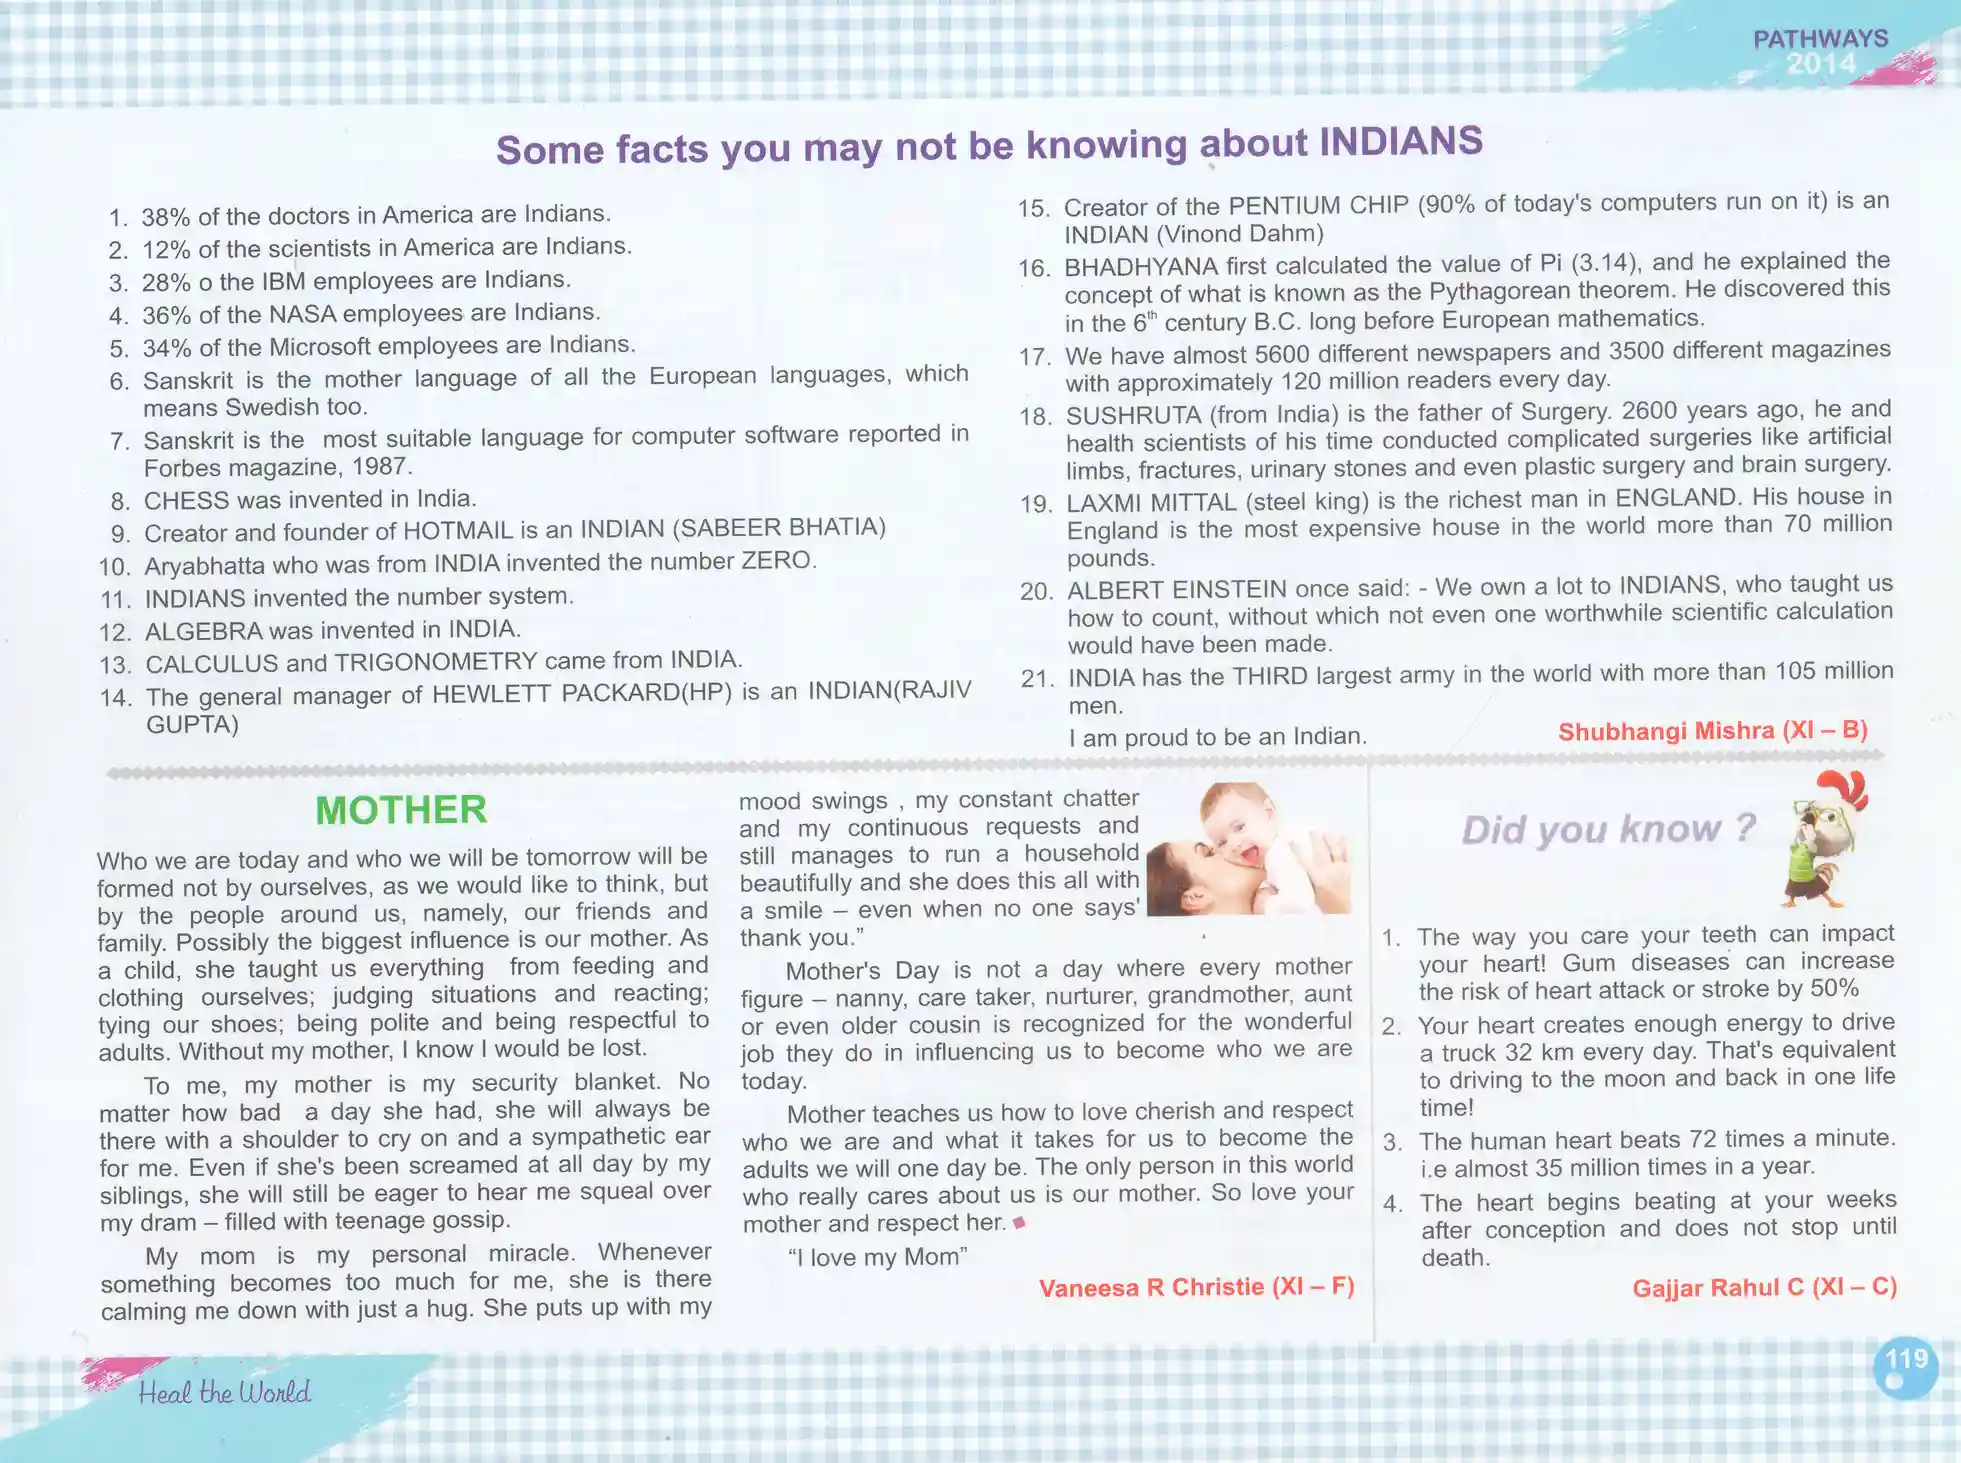 PATHWAYS
2014
Some facts you may not be knowing about INDIANS
1. 38% of the doctors in America are Indians.
2. 12% of the scientists in America are Indians.
3. 28% o the IBM employees are Indians.
4. 36% of the NASA employees are Indians.
5. 34% of the Microsoft employees are Indians.
6. Sanskrit is the mother language of all the European languages, which
means Swedish too.
7. Sanskrit is the most suitable language for computer software reported in
Forbes magazine, 1987.
8. CHESS was invented in India.
9. Creator and founder of HOTMAIL is an INDIAN (SABEER BHATIA)
10. Aryabhatta who was from INDIA invented the number ZERO.
11. INDIANS invented the number system.
12. ALGEBRA was invented in INDIA.
13. CALCULUS and TRIGONOMETRY came from INDIA.
14. The general manager of HEWLETT PACKARD(HP) is an INDIAN(RAJIV
GUPTA)
15. Creator of the PENTIUM CHIP (90% of today's computers run on it) is an
INDIAN (Vinond Dahm)
16. BHADHYANA first calculated the value of Pi (3.14), and he explained the
concept of what is known as the Pythagorean theorem. He discovered this
in the 6th century B.C. long before European mathematics.
17. We have almost 5600 different newspapers and 3500 different magazines
with approximately 120 million readers every day.
18. SUSHRUTA (from India) is the father of Surgery. 2600 years ago, he and
health scientists of his time conducted complicated surgeries like artificial
limbs, fractures, urinary stones and even plastic surgery and brain surgery.
19. LAXMI MITTAL (steel king) is the richest man in ENGLAND. His house in
England is the most expensive house in the world more than 70 million
pounds.
20. ALBERT EINSTEIN once said: - We own a lot to INDIANS, who taught us
how to count, without which not even one worthwhile scientific calculation
would have been made.
21. INDIA has the THIRD largest army in the world with more than 105 million
men.
I am proud to be an Indian.
Shubhangi Mishra (XI – B)
MOTHER
Who we are today and who we will be tomorrow will be
formed not by ourselves, as we would like to think, but
by the people around us, namely, our friends and
family. Possibly the biggest influence is our mother. As
a child, she taught us everything from feeding and
clothing ourselves; judging situations and reacting;
tying our shoes; being polite and being respectful to
adults. Without my mother, I know I would be lost.
To me, my mother is my security blanket. No
matter how bad a day she had, she will always be
there with a shoulder to cry on and a sympathetic ear
for me. Even if she's been screamed at all day by my
siblings, she will still be eager to hear me squeal over
my dram – filled with teenage gossip.
My mom is my personal miracle. Whenever
something becomes too much for me, she is there
calming me down with just a hug. She puts up with my
mood swings , my constant chatter
and my continuous requests and
still manages to run a household
beautifully and she does this all with
a smile – even when no one says'
thank you.”
Mother's Day is not a day where every mother
figure – nanny, care taker, nurturer, grandmother, aunt
or even older cousin is recognized for the wonderful
job they do in influencing us to become who we are
today.
Mother teaches us how to love cherish and respect
who we are and what it takes for us to become the
adults we will one day be. The only person in this world
who really cares about us is our mother. So love your
mother and respect her.
“I love my Mom”
Vaneesa R Christie (XI – F)
Did you know ?
1. The way you care your teeth can impact
your heart! Gum diseases can increase
the risk of heart attack or stroke by 50%
2. Your heart creates enough energy to drive
a truck 32 km every day. That's equivalent
to driving to the moon and back in one life
time!
3. The human heart beats 72 times a minute.
i.e almost 35 million times in a year.
4. The heart begins beating at your weeks
after conception and does not stop until
death.
Gajjar Rahul C (XI – C)
Heal the World
119